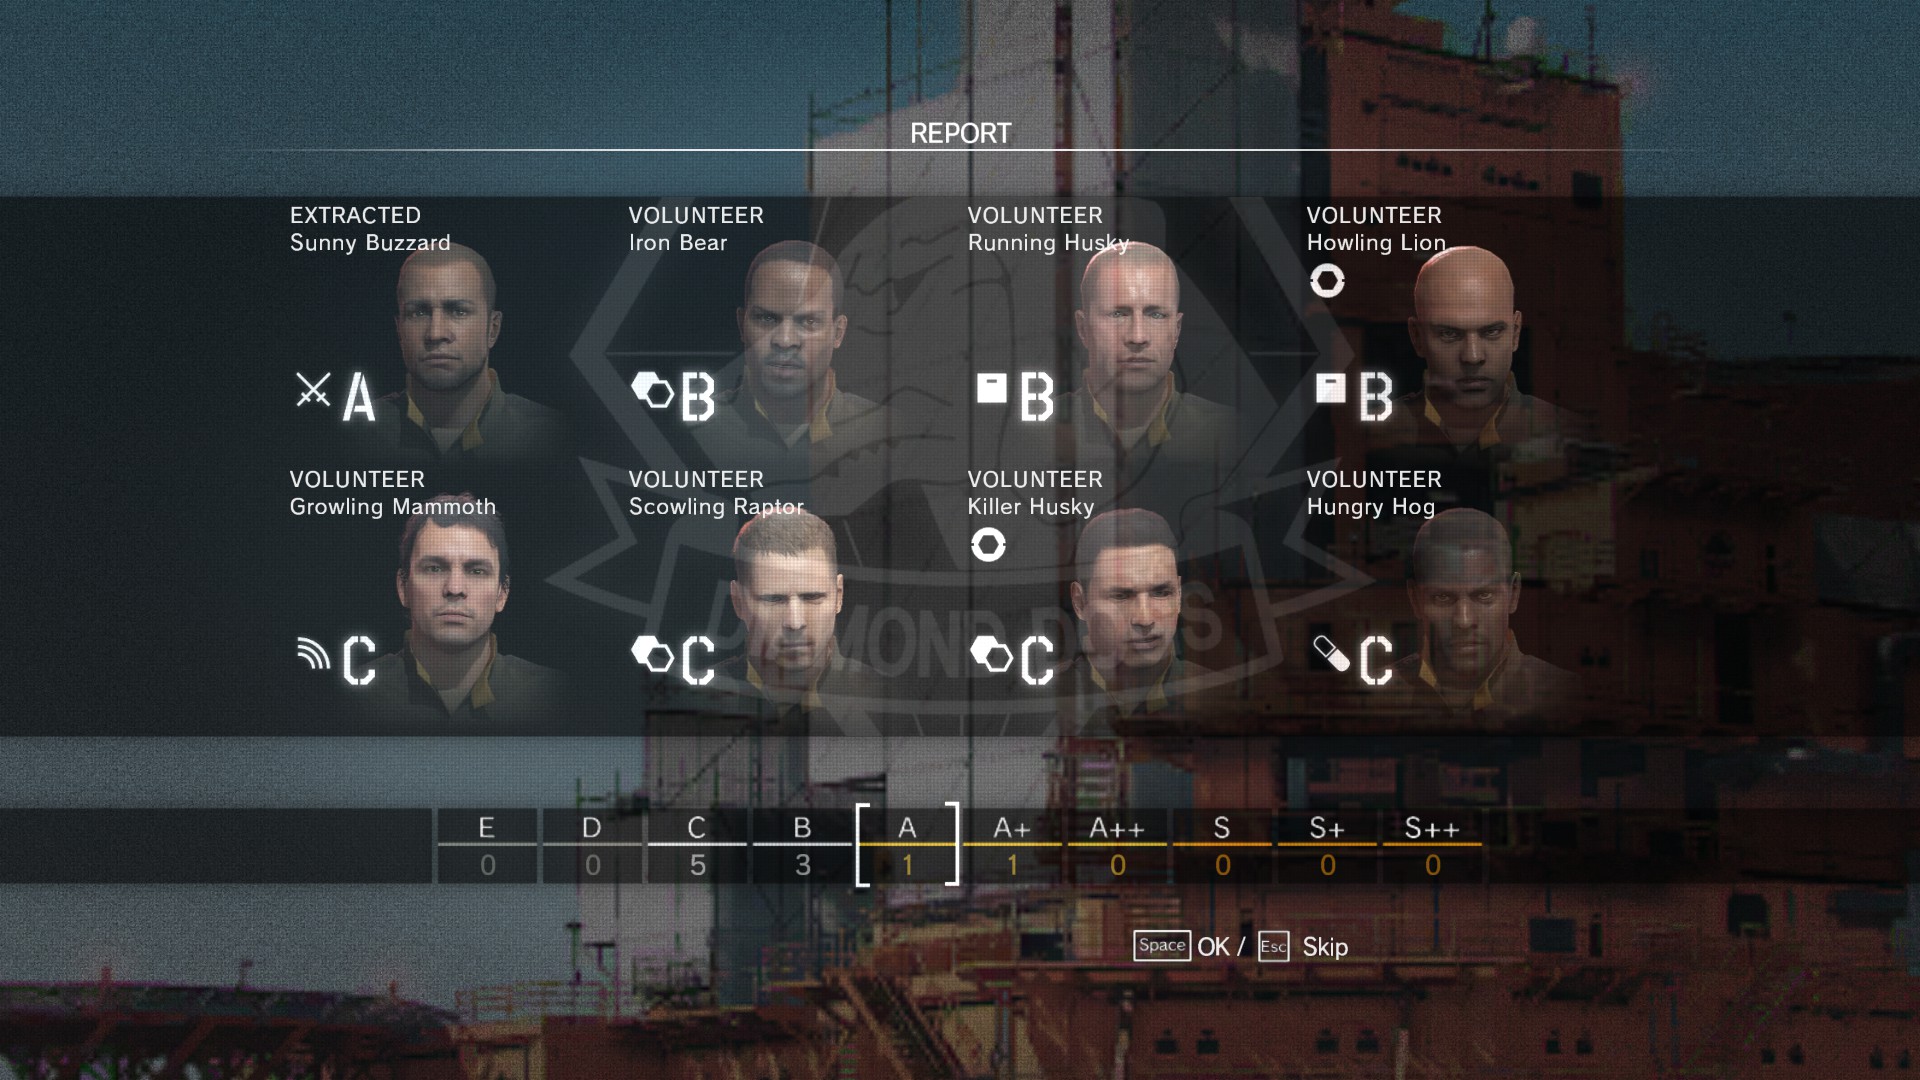 REPORT
EXTRACTED
Sunny Buzzard
A
VOLUNTEER
Iron Bear
B
VOLUNTEER
Running Husky
B
VOLUNTEER
Howling Lion
B
VOLUNTEER
Growling Mammoth
C
VOLUNTEER
Scowling Raptor
C
VOLUNTEER
Killer Husky
C
VOLUNTEER
Hungry Hog
C
DIAMOND DOGS
E D C B A A+ A++ S S+ S++
0 0 5 3 1 1 0 0 0 0
Space OK / Esc Skip